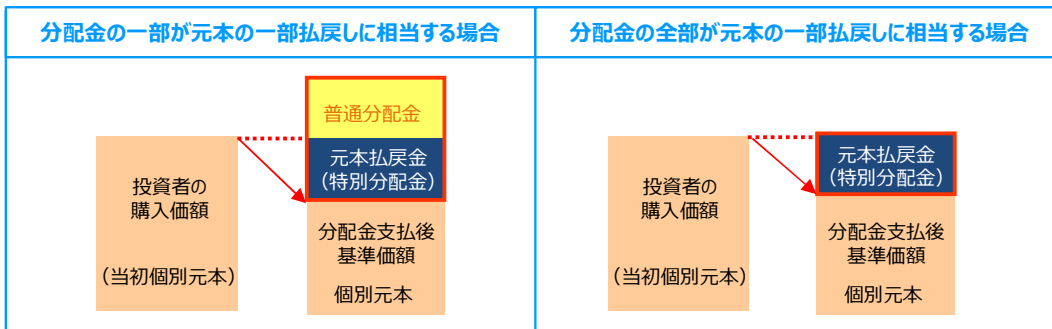 分配金の一部が元本の一部払戻しに相当する場合
分配金の全部が元本の一部払戻しに相当する場合
普通分配金
元本払戻金
(特別分配金)
投資者の
購入価額
(当初個別元本)
分配金支払後
基準価額
個別元本
元本払戻金
(特別分配金)
投資者の
購入価額
(当初個別元本)
分配金支払後
基準価額
個別元本